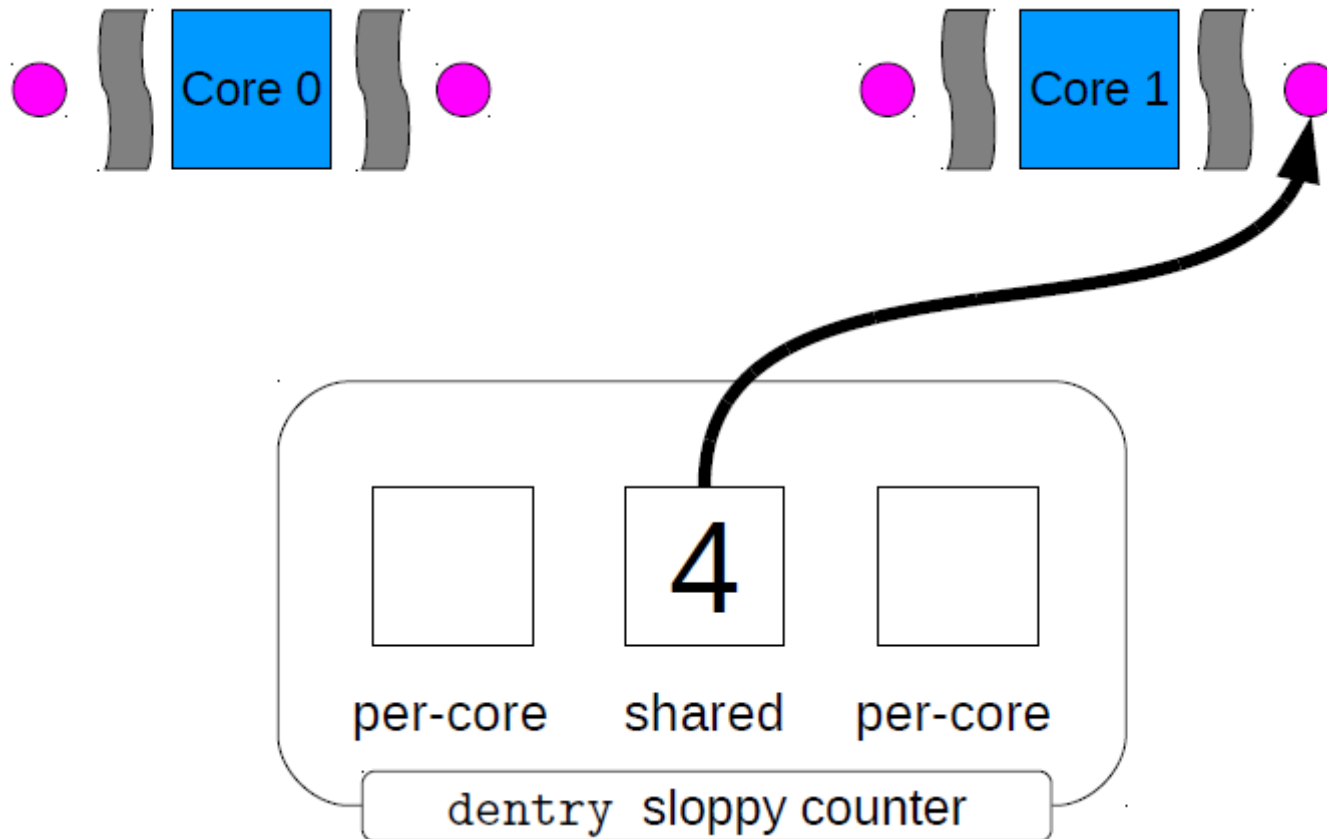 Core 0
Core 1
4
per-core shared per-core
dentry sloppy counter